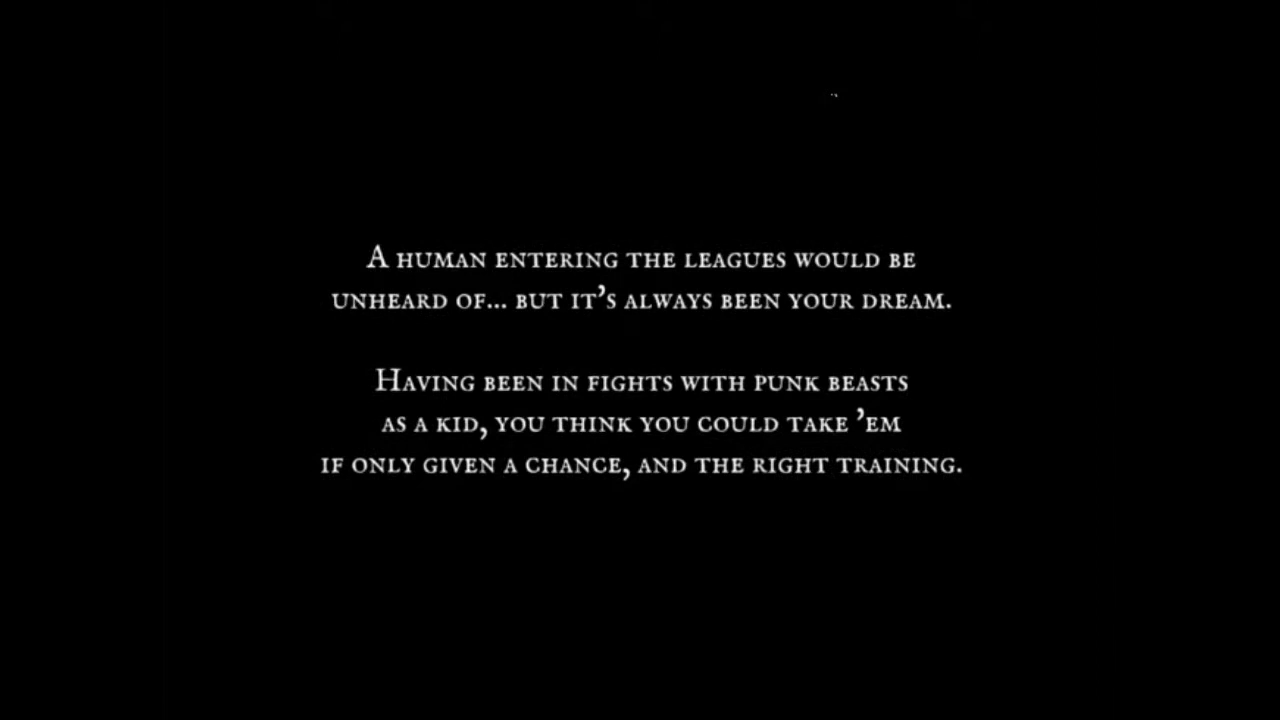 A human entering the leagues would be
unheard of... but it's always been your dream.
Having been in fights with punk beasts
as a kid, you think you could take 'em
if only given a chance, and the right training.